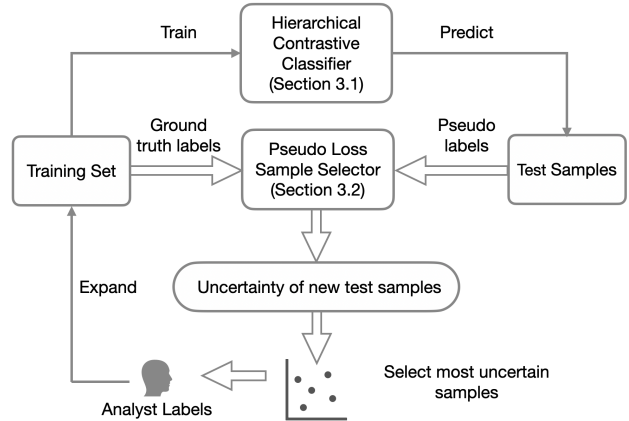 Train
Hierarchical
Contrastive
Classifier
(Section 3.1)
Predict
Ground
truth labels
Pseudo
labels
Training Set
Pseudo Loss
Sample Selector
(Section 3.2)
Test Samples
Expand
Uncertainty of new test samples
Select most uncertain
samples
Analyst Labels